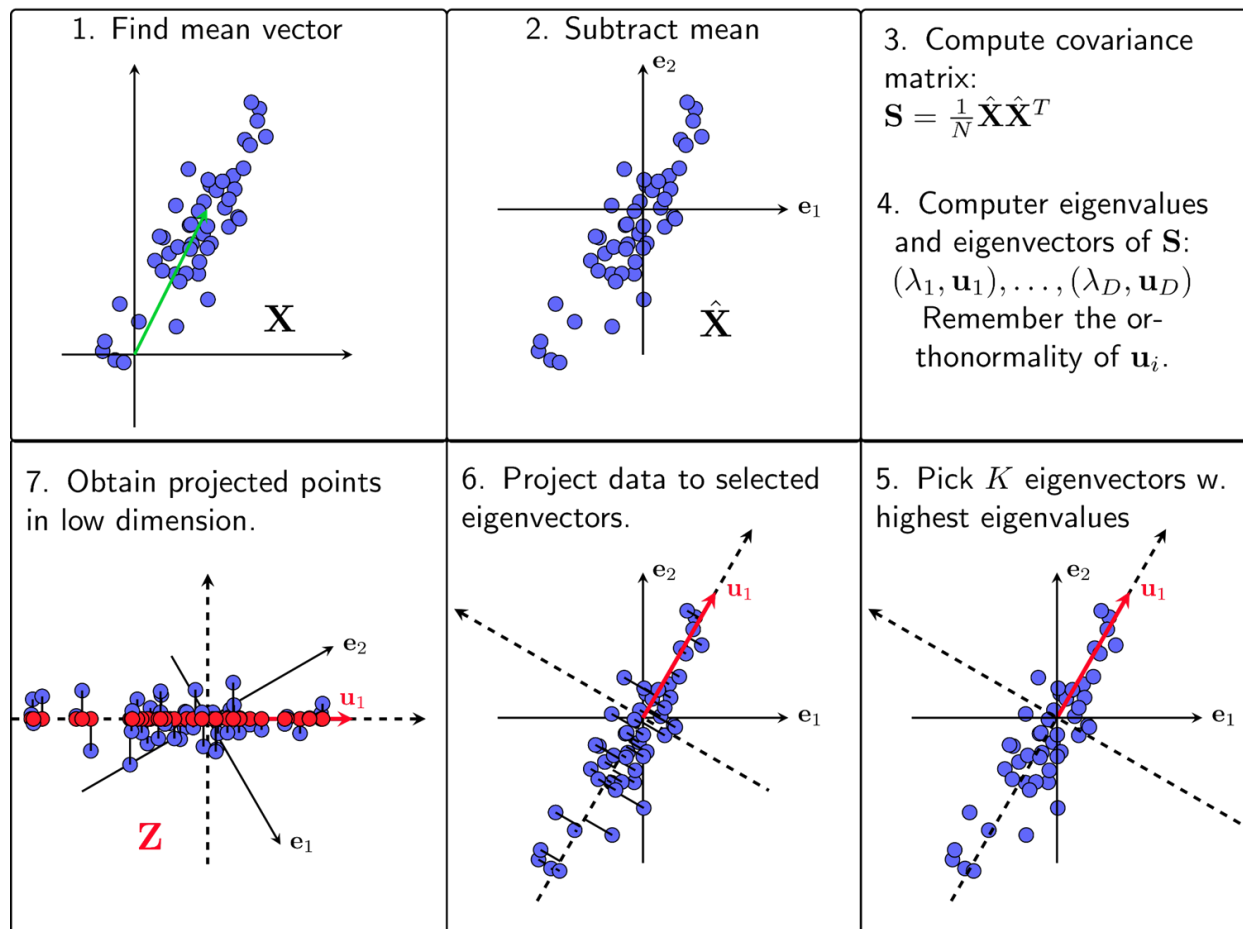 1. Find mean vector
X
2. Subtract mean
e₂
e₁
X̂
3. Compute covariance
matrix:
S = 1/N X̂X̂ᵀ
4. Computer eigenvalues
and eigenvectors of S:
(λ₁, u₁), . . . , (λ_D, u_D)
Remember the or-
thonormality of uᵢ.
7. Obtain projected points
in low dimension.
e₂
u₁
Z
e₁
6. Project data to selected
eigenvectors.
e₂
u₁
e₁
5. Pick K eigenvectors w.
highest eigenvalues
e₂
u₁
e₁